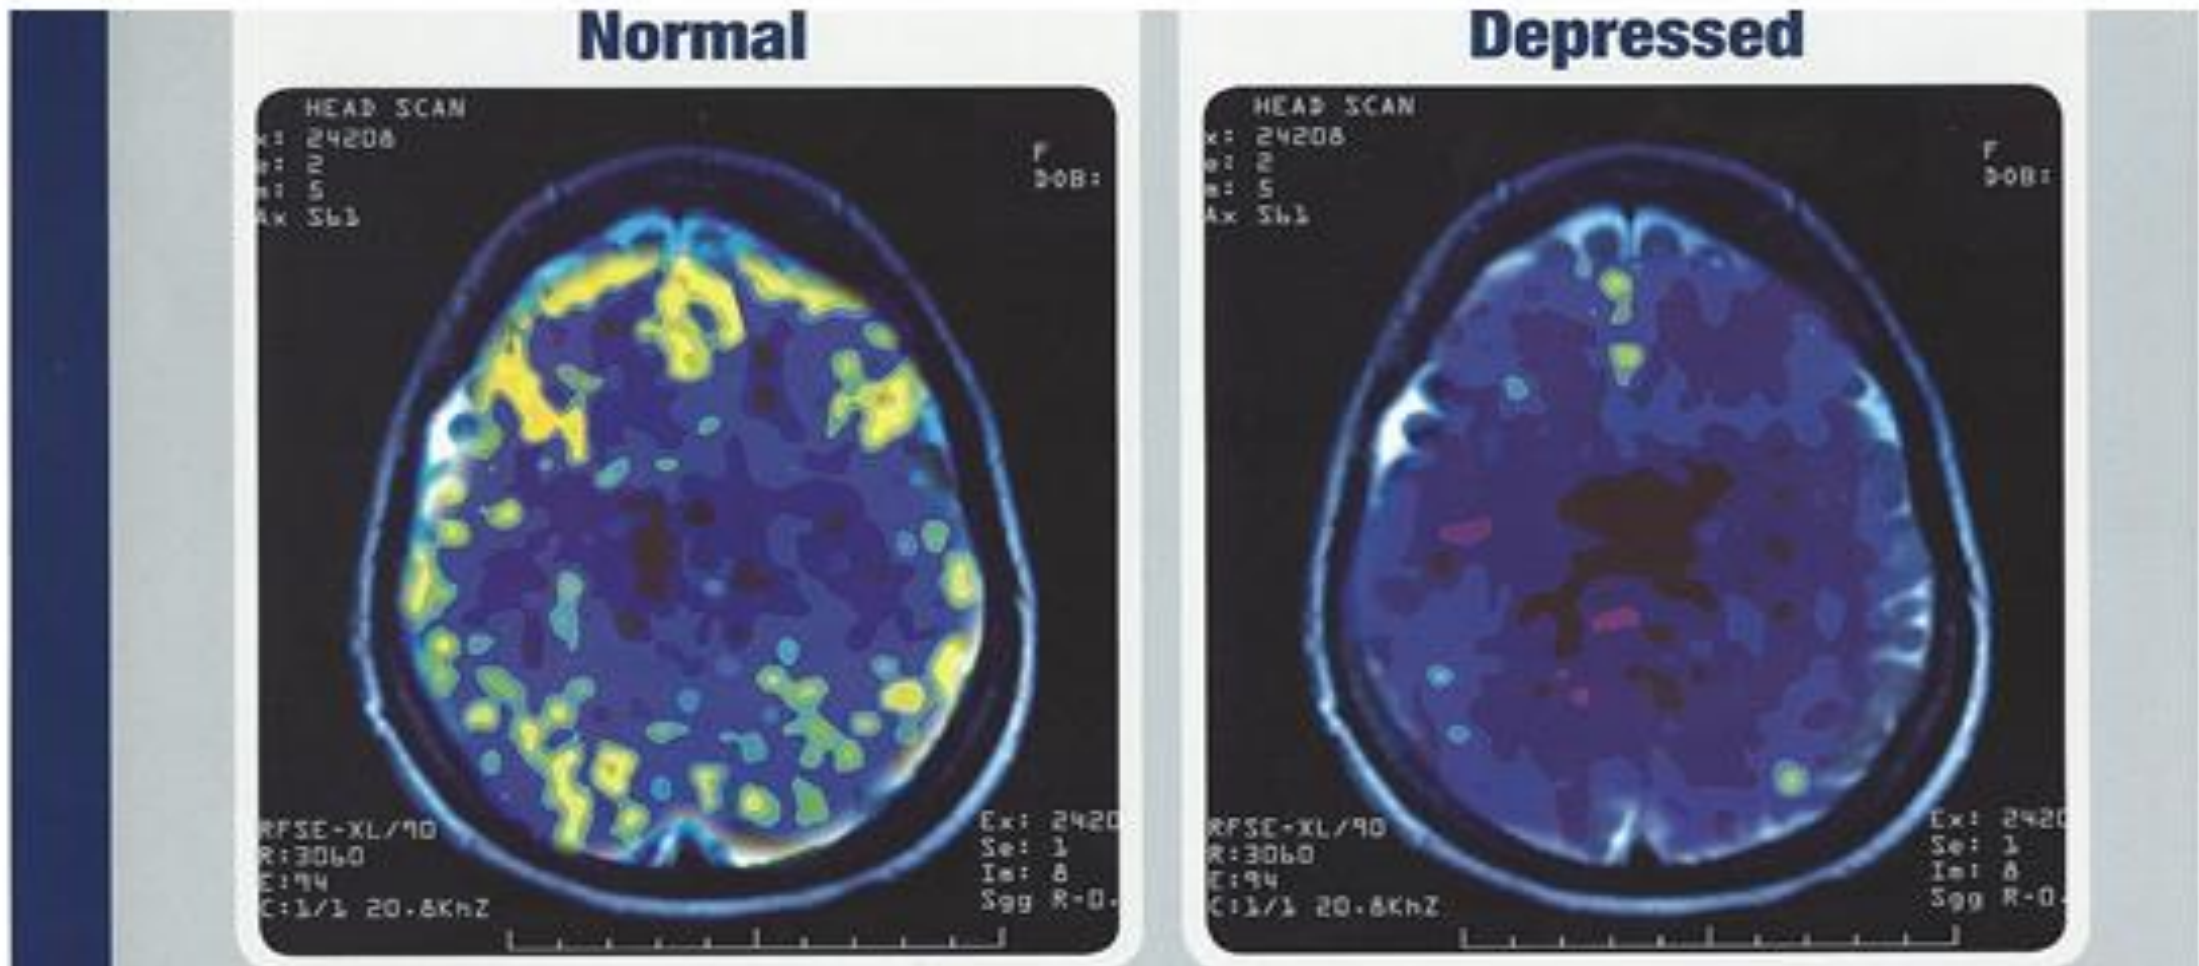 Normal
HEAD SCAN
x: 24208
e: 2
m: 5
Ax S61
F
DOB:
RFSE-XL/90
R:3060
E:94
C:1/1 20.8KHZ
Ex: 2420
Se: 1
Im: 8
Sgg R-0.
Depressed
HEAD SCAN
x: 24208
e: 2
m: 5
Ax S61
F
DOB:
RFSE-XL/90
R:3060
E:94
C:1/1 20.8KHZ
Ex: 2420
Se: 1
Im: 8
Sgg R-0.